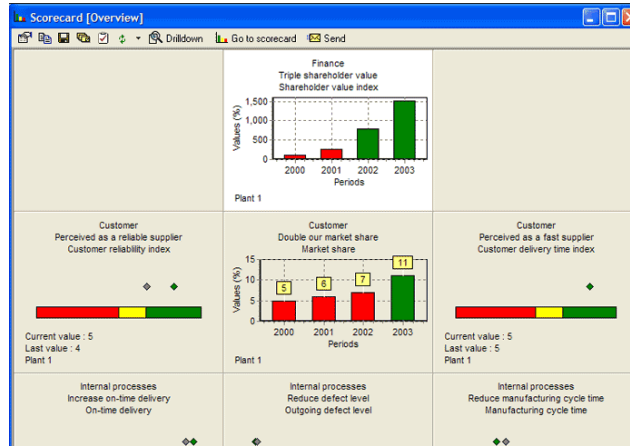 Scorecard [Overview]
Drilldown Go to scorecard Send
Finance
Triple shareholder value
Shareholder value index
Values (%)
1,500
1,000
500
0
2000 2001 2002 2003
Periods
Plant 1
Customer
Perceived as a reliable supplier
Customer reliability index
Current value : 5
Last value : 4
Plant 1
Customer
Double our market share
Market share
Values (%)
15
10
5
0
5 6 7 11
2000 2001 2002 2003
Periods
Plant 1
Customer
Perceived as a fast supplier
Customer delivery time index
Current value : 5
Last value : 5
Plant 1
Internal processes
Increase on-time delivery
On-time delivery
Internal processes
Reduce defect level
Outgoing defect level
Internal processes
Reduce manufacturing cycle time
Manufacturing cycle time